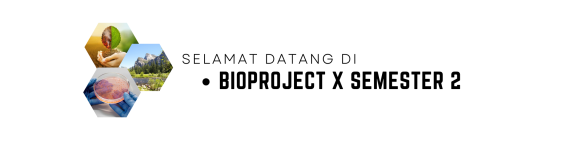 SELAMAT DATANG DI
• BIOPROJECT X SEMESTER 2